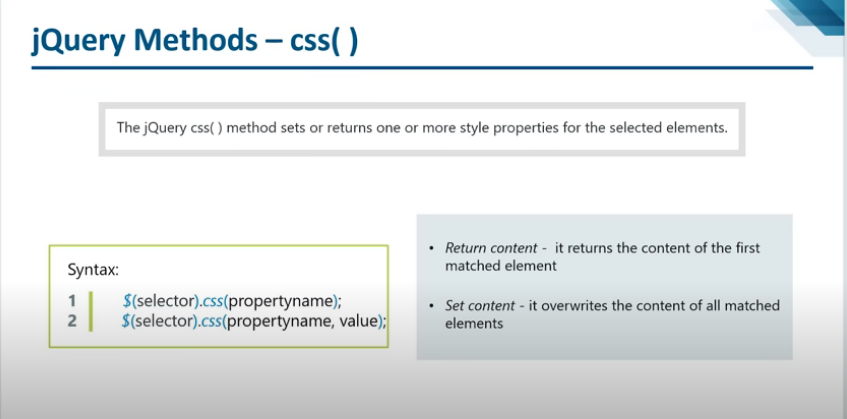 jQuery Methods – css( )
The jQuery css( ) method sets or returns one or more style properties for the selected elements.
Syntax:
1 $(selector).css(propertyname);
2 $(selector).css(propertyname, value);
• Return content - it returns the content of the first
matched element
• Set content - it overwrites the content of all matched
elements